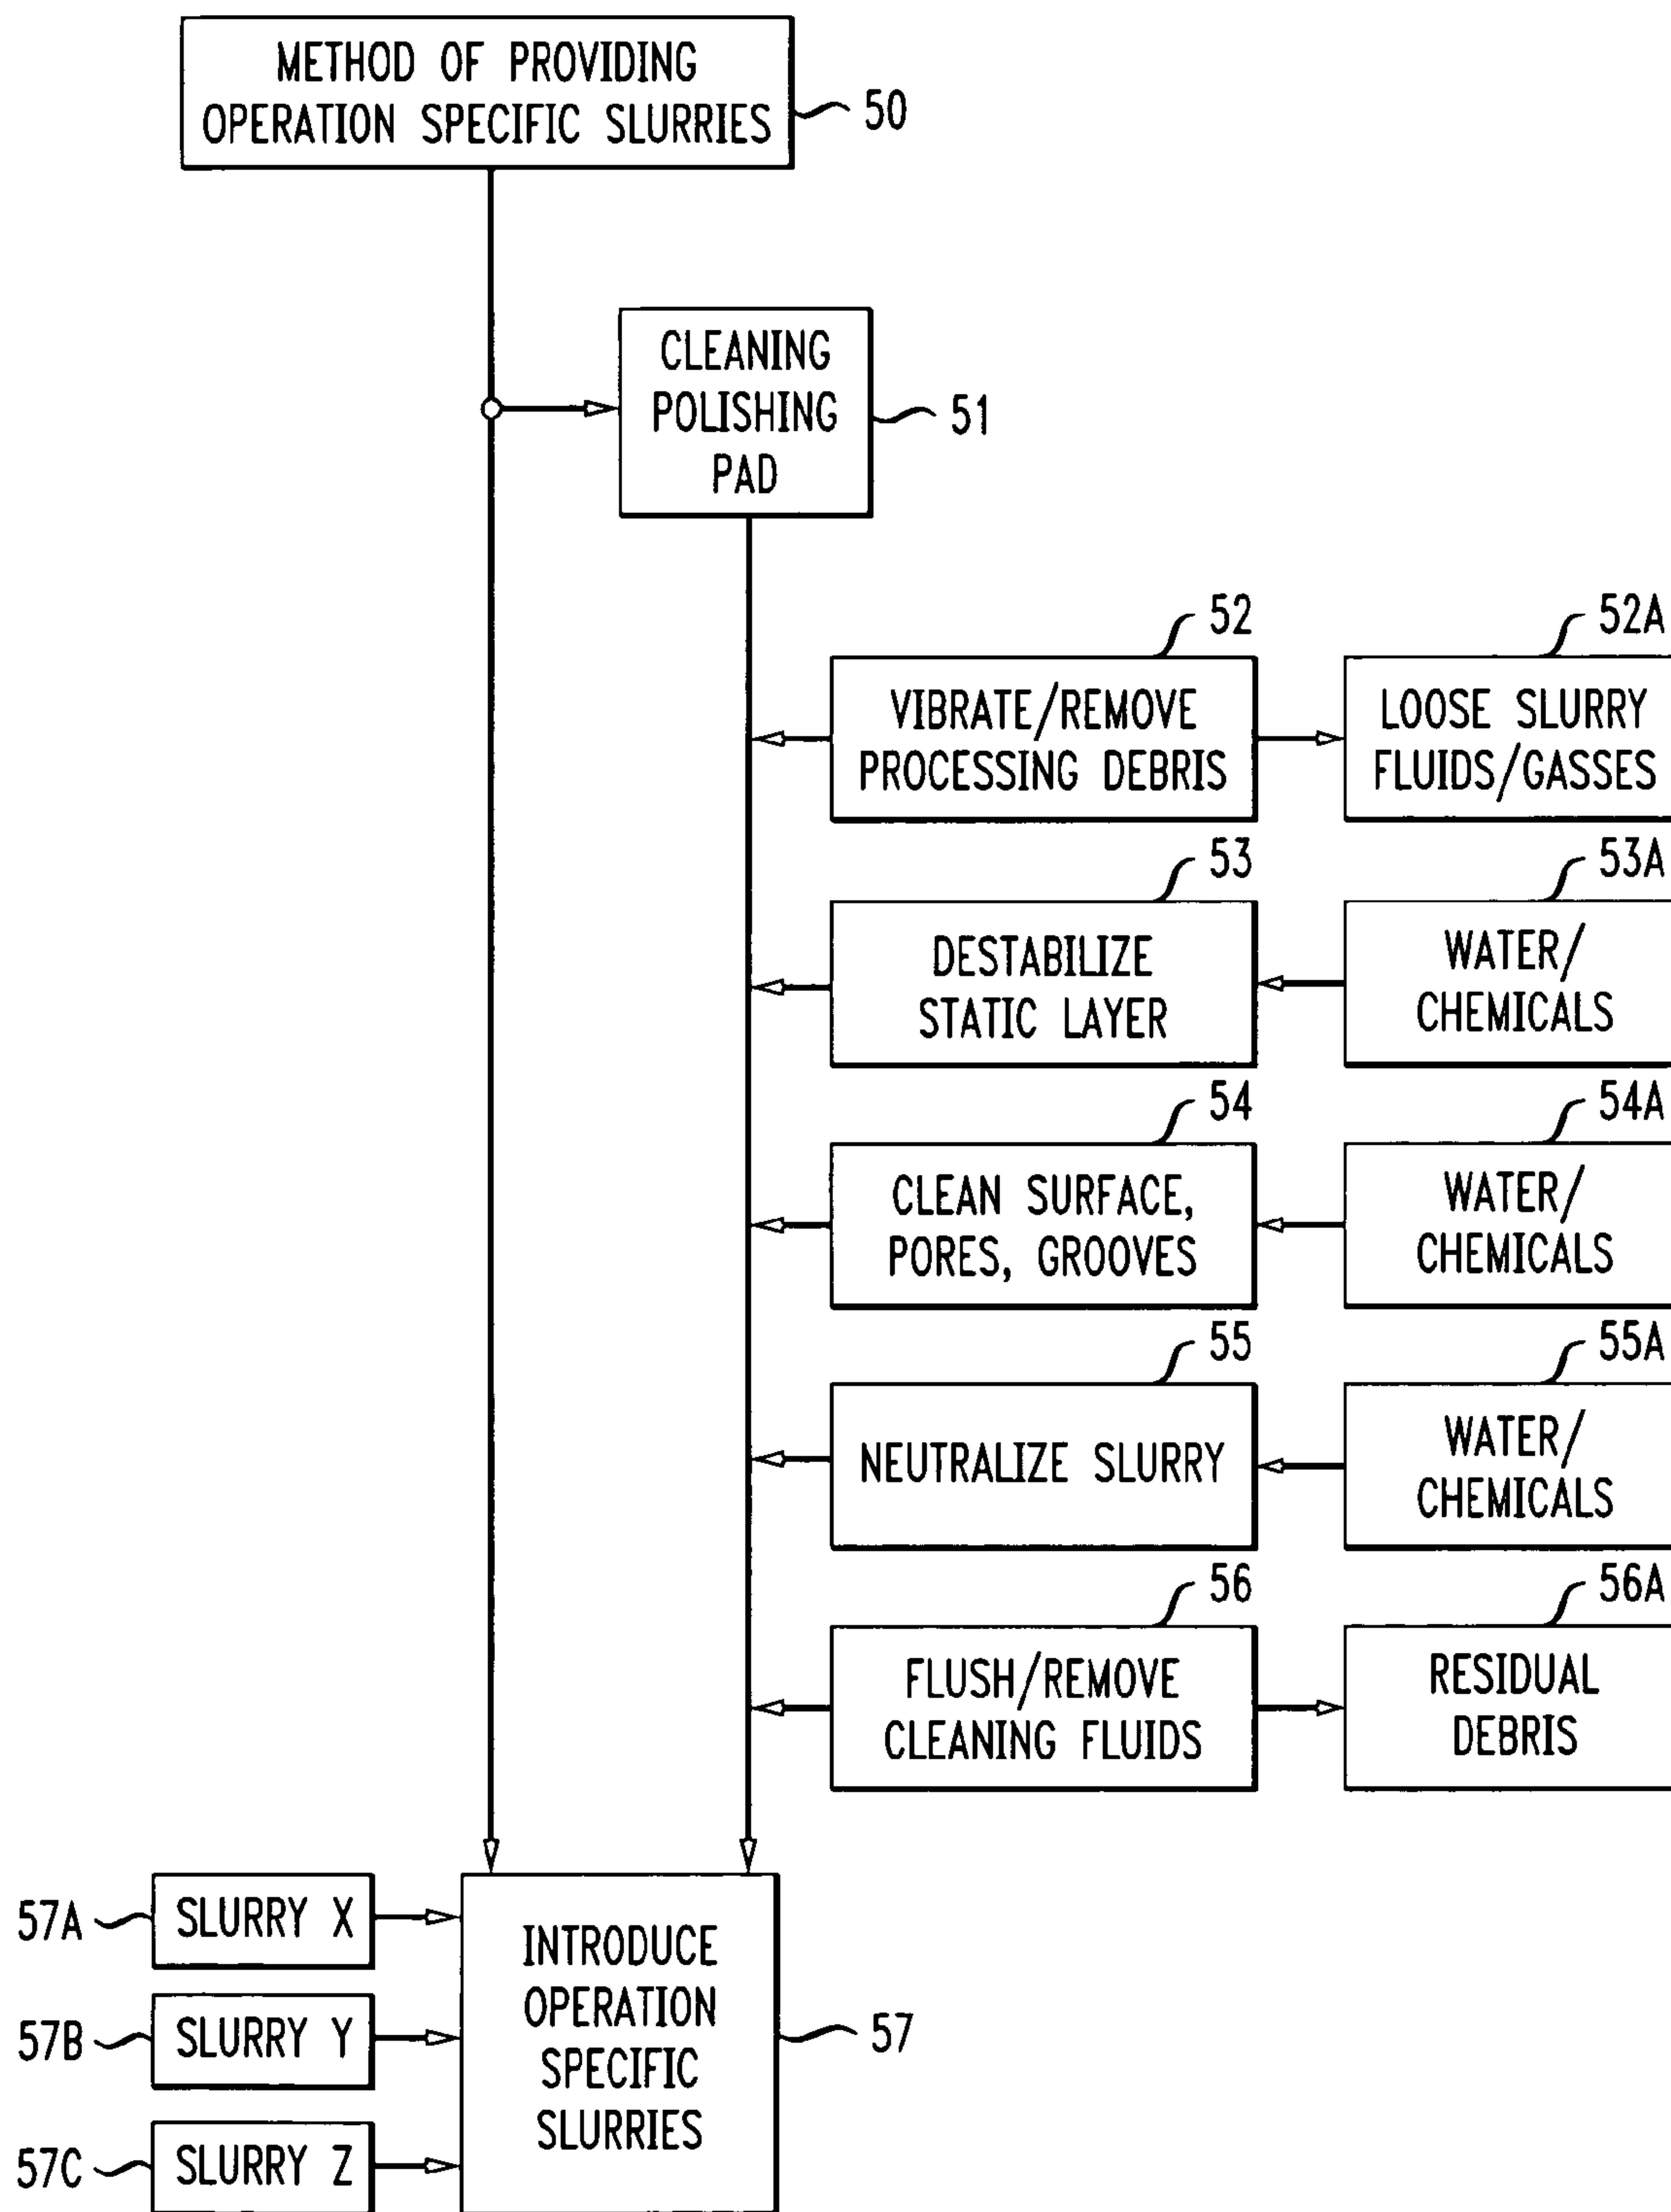 METHOD OF PROVIDING
OPERATION SPECIFIC SLURRIES
50
CLEANING
POLISHING
PAD
51
52
VIBRATE/REMOVE
PROCESSING DEBRIS
52A
LOOSE SLURRY
FLUIDS/GASSES
53
DESTABILIZE
STATIC LAYER
53A
WATER/
CHEMICALS
54
CLEAN SURFACE,
PORES, GROOVES
54A
WATER/
CHEMICALS
55
NEUTRALIZE SLURRY
55A
WATER/
CHEMICALS
56
FLUSH/REMOVE
CLEANING FLUIDS
56A
RESIDUAL
DEBRIS
57A
SLURRY X
57B
SLURRY Y
57C
SLURRY Z
INTRODUCE
OPERATION
SPECIFIC
SLURRIES
57